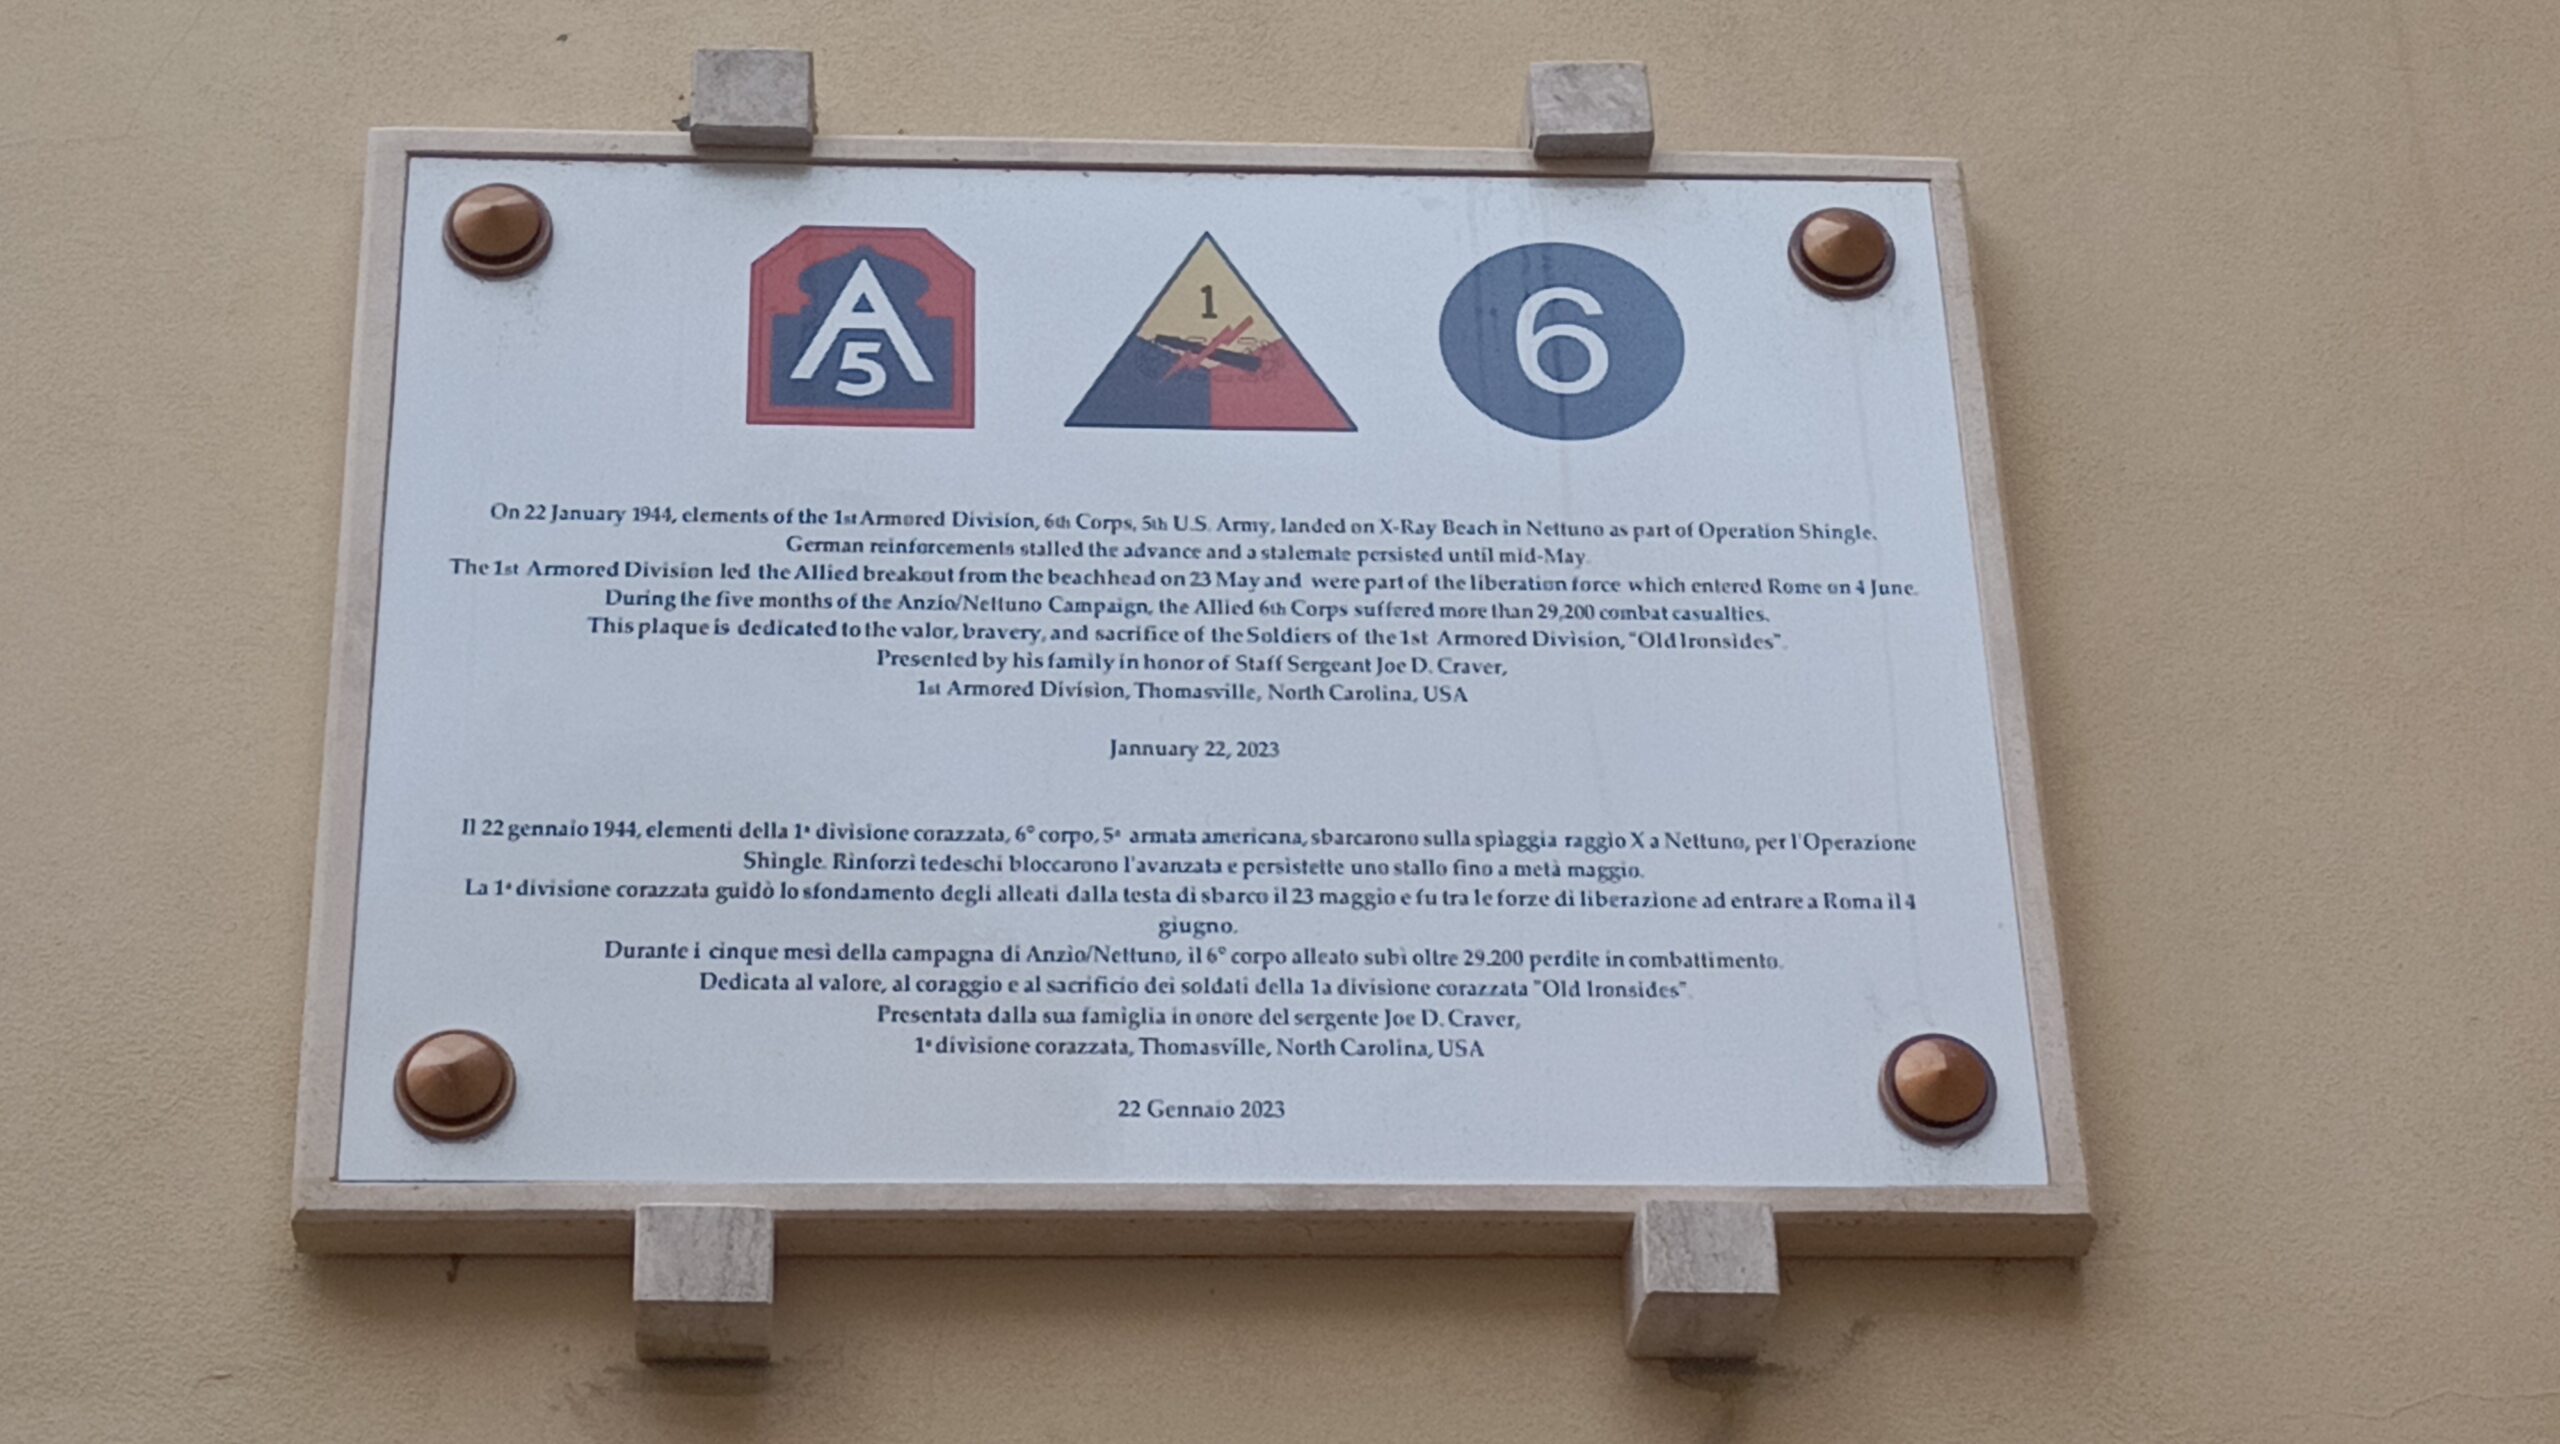 A
5
1
6
On 22 January 1944, elements of the 1st Armored Division, 6th Corps, 5th U.S. Army, landed on X-Ray Beach in Nettuno as part of Operation Shingle.
German reinforcements stalled the advance and a stalemate persisted until mid-May.
The 1st Armored Division led the Allied breakout from the beachhead on 23 May and were part of the liberation force which entered Rome on 4 June.
During the five months of the Anzio/Nettuno Campaign, the Allied 6th Corps suffered more than 29,200 combat casualties.
This plaque is dedicated to the valor, bravery, and sacrifice of the Soldiers of the 1st Armored Division, "Old Ironsides".
Presented by his family in honor of Staff Sergeant Joe D. Craver,
1st Armored Division, Thomasville, North Carolina, USA
Jannuary 22, 2023
Il 22 gennaio 1944, elementi della 1ª divisione corazzata, 6° corpo, 5ª armata americana, sbarcarono sulla spiaggia raggio X a Nettuno, per l'Operazione
Shingle. Rinforzi tedeschi bloccarono l'avanzata e persistette uno stallo fino a metà maggio.
La 1ª divisione corazzata guidò lo sfondamento degli alleati dalla testa di sbarco il 23 maggio e fu tra le forze di liberazione ad entrare a Roma il 4
giugno.
Durante i cinque mesi della campagna di Anzio/Nettuno, il 6° corpo alleato subì oltre 29.200 perdite in combattimento.
Dedicata al valore, al coraggio e al sacrificio dei soldati della 1a divisione corazzata "Old Ironsides".
Presentata dalla sua famiglia in onore del sergente Joe D. Craver,
1ª divisione corazzata, Thomasville, North Carolina, USA
22 Gennaio 2023